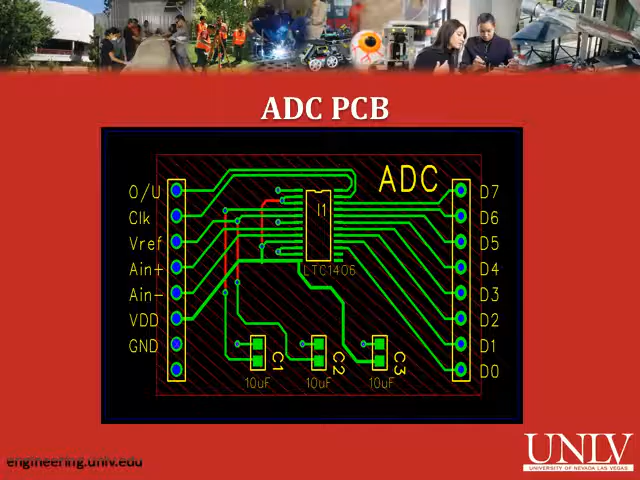 ADC PCB
ADC
O/U
Clk
Vref
Ain+
Ain-
VDD
GND
I1
LTC1406
D7
D6
D5
D4
D3
D2
D1
D0
C1
C2
C3
10uF
10uF
10uF
engineering.unlv.edu
UNLV
UNIVERSITY OF NEVADA LAS VEGAS